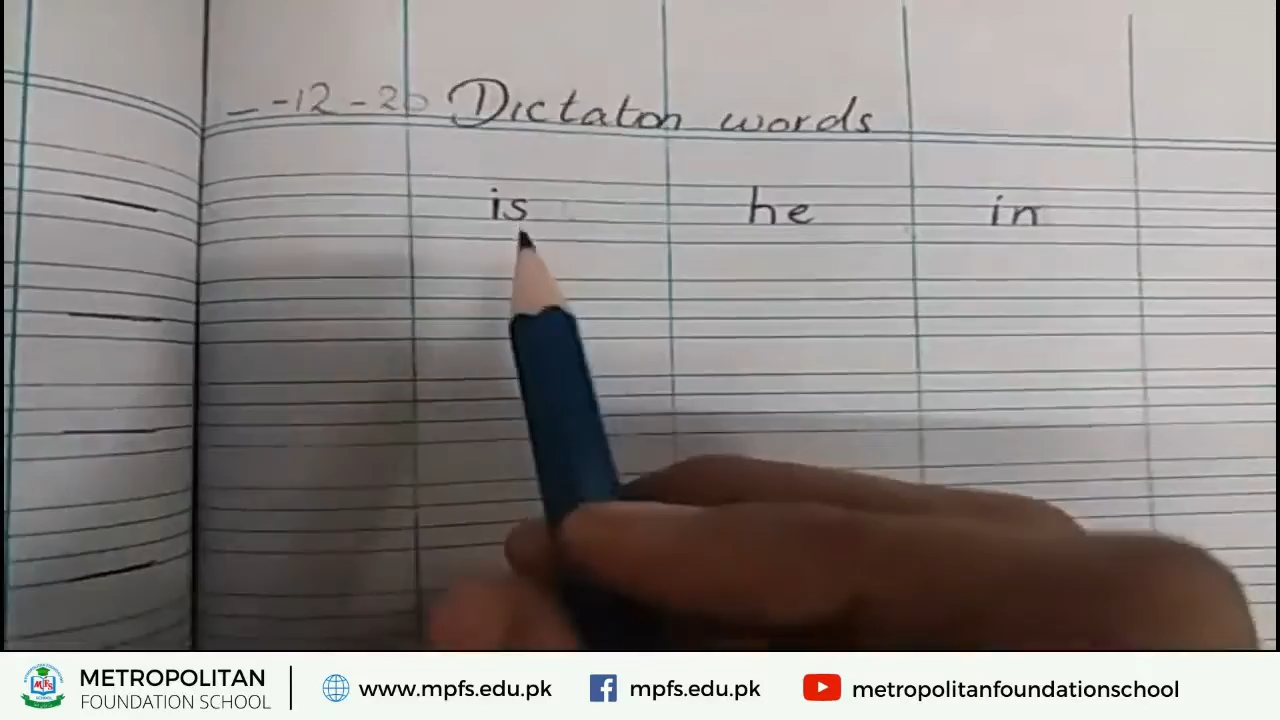 _-12-20 Dictaton words
is he in
METROPOLITAN
FOUNDATION SCHOOL
www.mpfs.edu.pk
mpfs.edu.pk
metropolitanfoundationschool